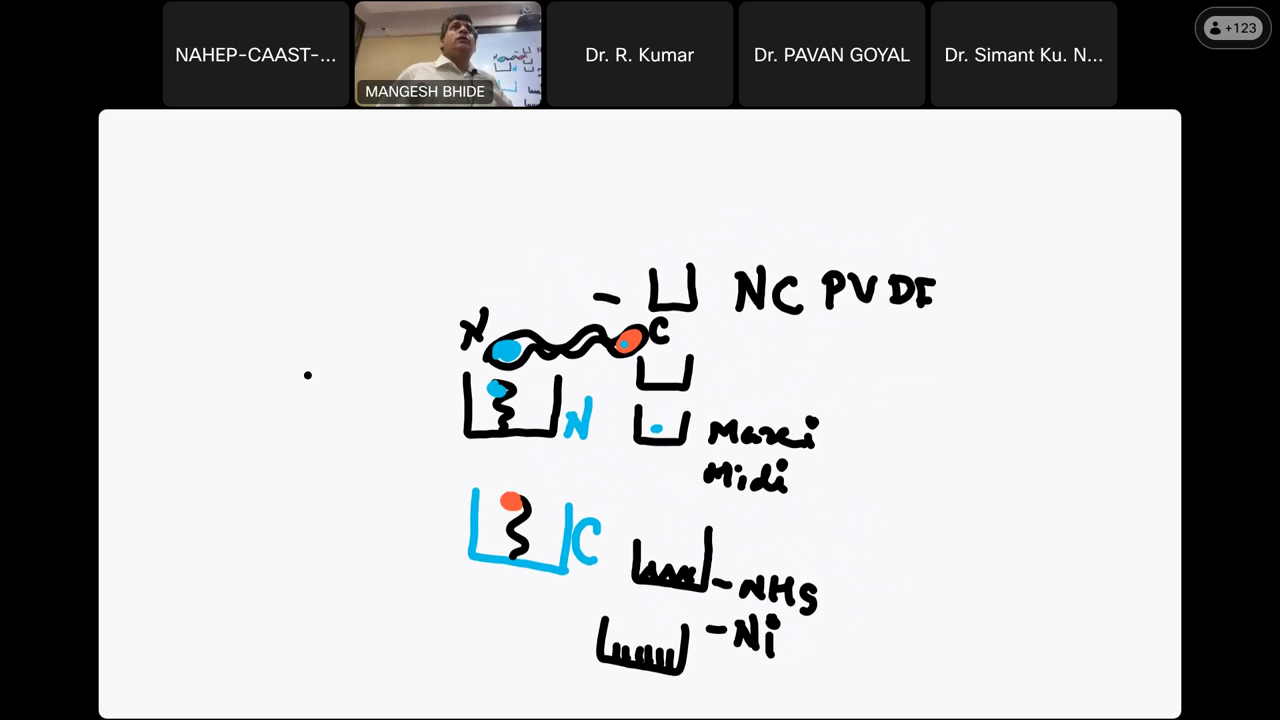 NAHEP-CAAST-...
MANGESH BHIDE
Dr. R. Kumar
Dr. PAVAN GOYAL
Dr. Simant Ku. N...
+123
NC PVDF
N
C
N
Maxi
Midi
C
-NHS
-Ni